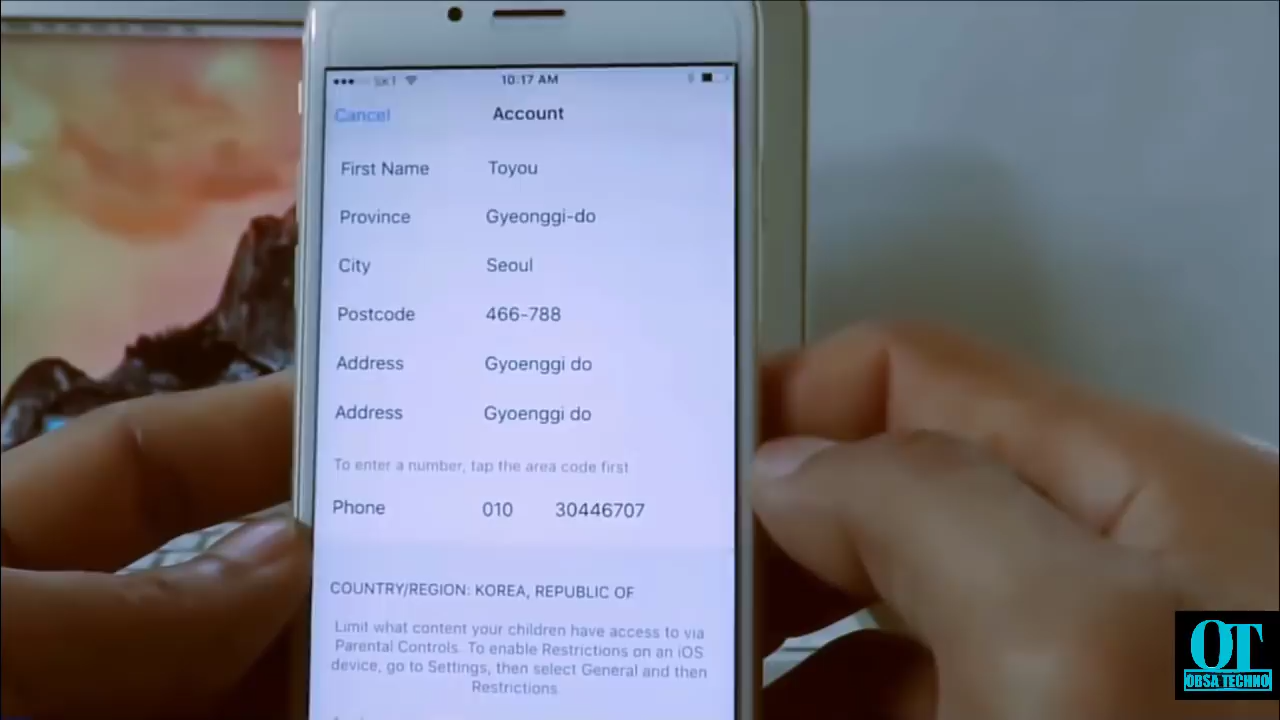 SKT
10:17 AM
Cancel
Account
First Name Toyou
Province Gyeonggi-do
City Seoul
Postcode 466-788
Address Gyoenggi do
Address Gyoenggi do
To enter a number, tap the area code first
Phone 010 30446707
COUNTRY/REGION: KOREA, REPUBLIC OF
Limit what content your children have access to via
Parental Controls. To enable Restrictions on an iOS
device, go to Settings, then select General and then
Restrictions.
OT
OBSA TECHNO